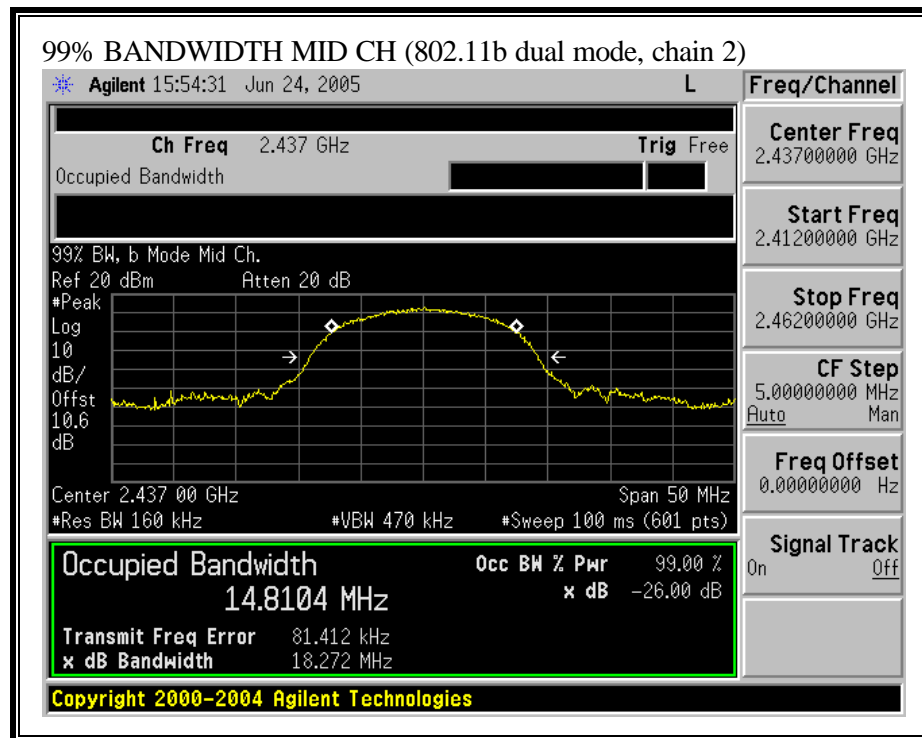 99% BANDWIDTH MID CH (802.11b dual mode, chain 2)
Agilent 15:54:31 Jun 24, 2005 L
Freq/Channel
Ch Freq 2.437 GHz Trig Free
Occupied Bandwidth
Center Freq
2.43700000 GHz
Start Freq
2.41200000 GHz
Stop Freq
2.46200000 GHz
CF Step
5.00000000 MHz
Auto Man
Freq Offset
0.00000000 Hz
Signal Track
On Off
99% BW, b Mode Mid Ch.
Ref 20 dBm Atten 20 dB
#Peak
Log
10
dB/
Offst
10.6
dB
Center 2.437 00 GHz Span 50 MHz
#Res BW 160 kHz #VBW 470 kHz #Sweep 100 ms (601 pts)
Occupied Bandwidth Occ BW % Pwr 99.00 %
14.8104 MHz x dB -26.00 dB
Transmit Freq Error 81.412 kHz
x dB Bandwidth 18.272 MHz
Copyright 2000-2004 Agilent Technologies